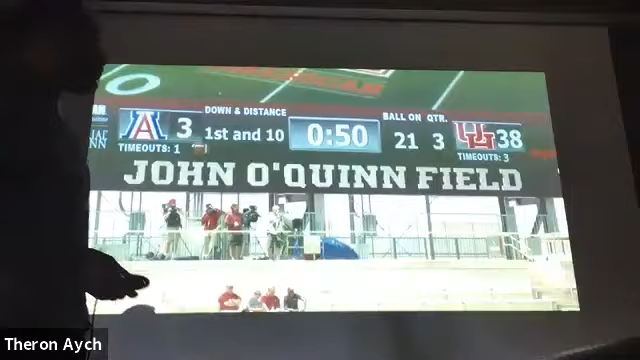 0
DOWN & DISTANCE
BALL ON QTR.
A 3 1st and 10 0:50 21 3 UH 38
TIMEOUTS: 1
TIMEOUTS: 3
JOHN O'QUINN FIELD
Theron Aych